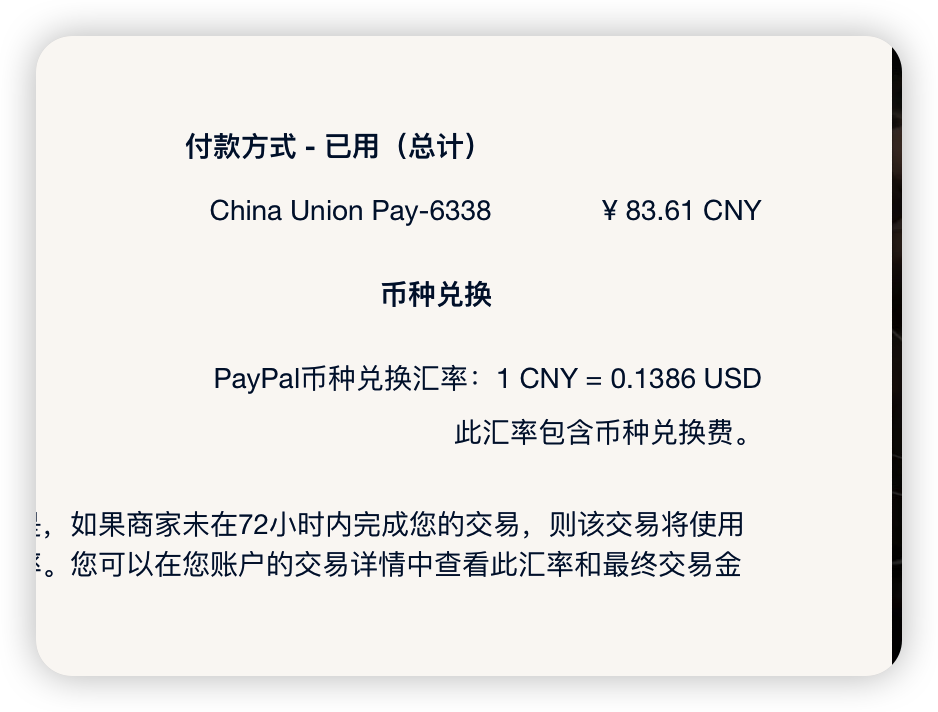 付款方式 - 已用（总计）
China Union Pay-6338 ¥ 83.61 CNY
币种兑换
PayPal币种兑换汇率：1 CNY = 0.1386 USD
此汇率包含币种兑换费。
，如果商家未在72小时内完成您的交易，则该交易将使用
。您可以在您账户的交易详情中查看此汇率和最终交易金